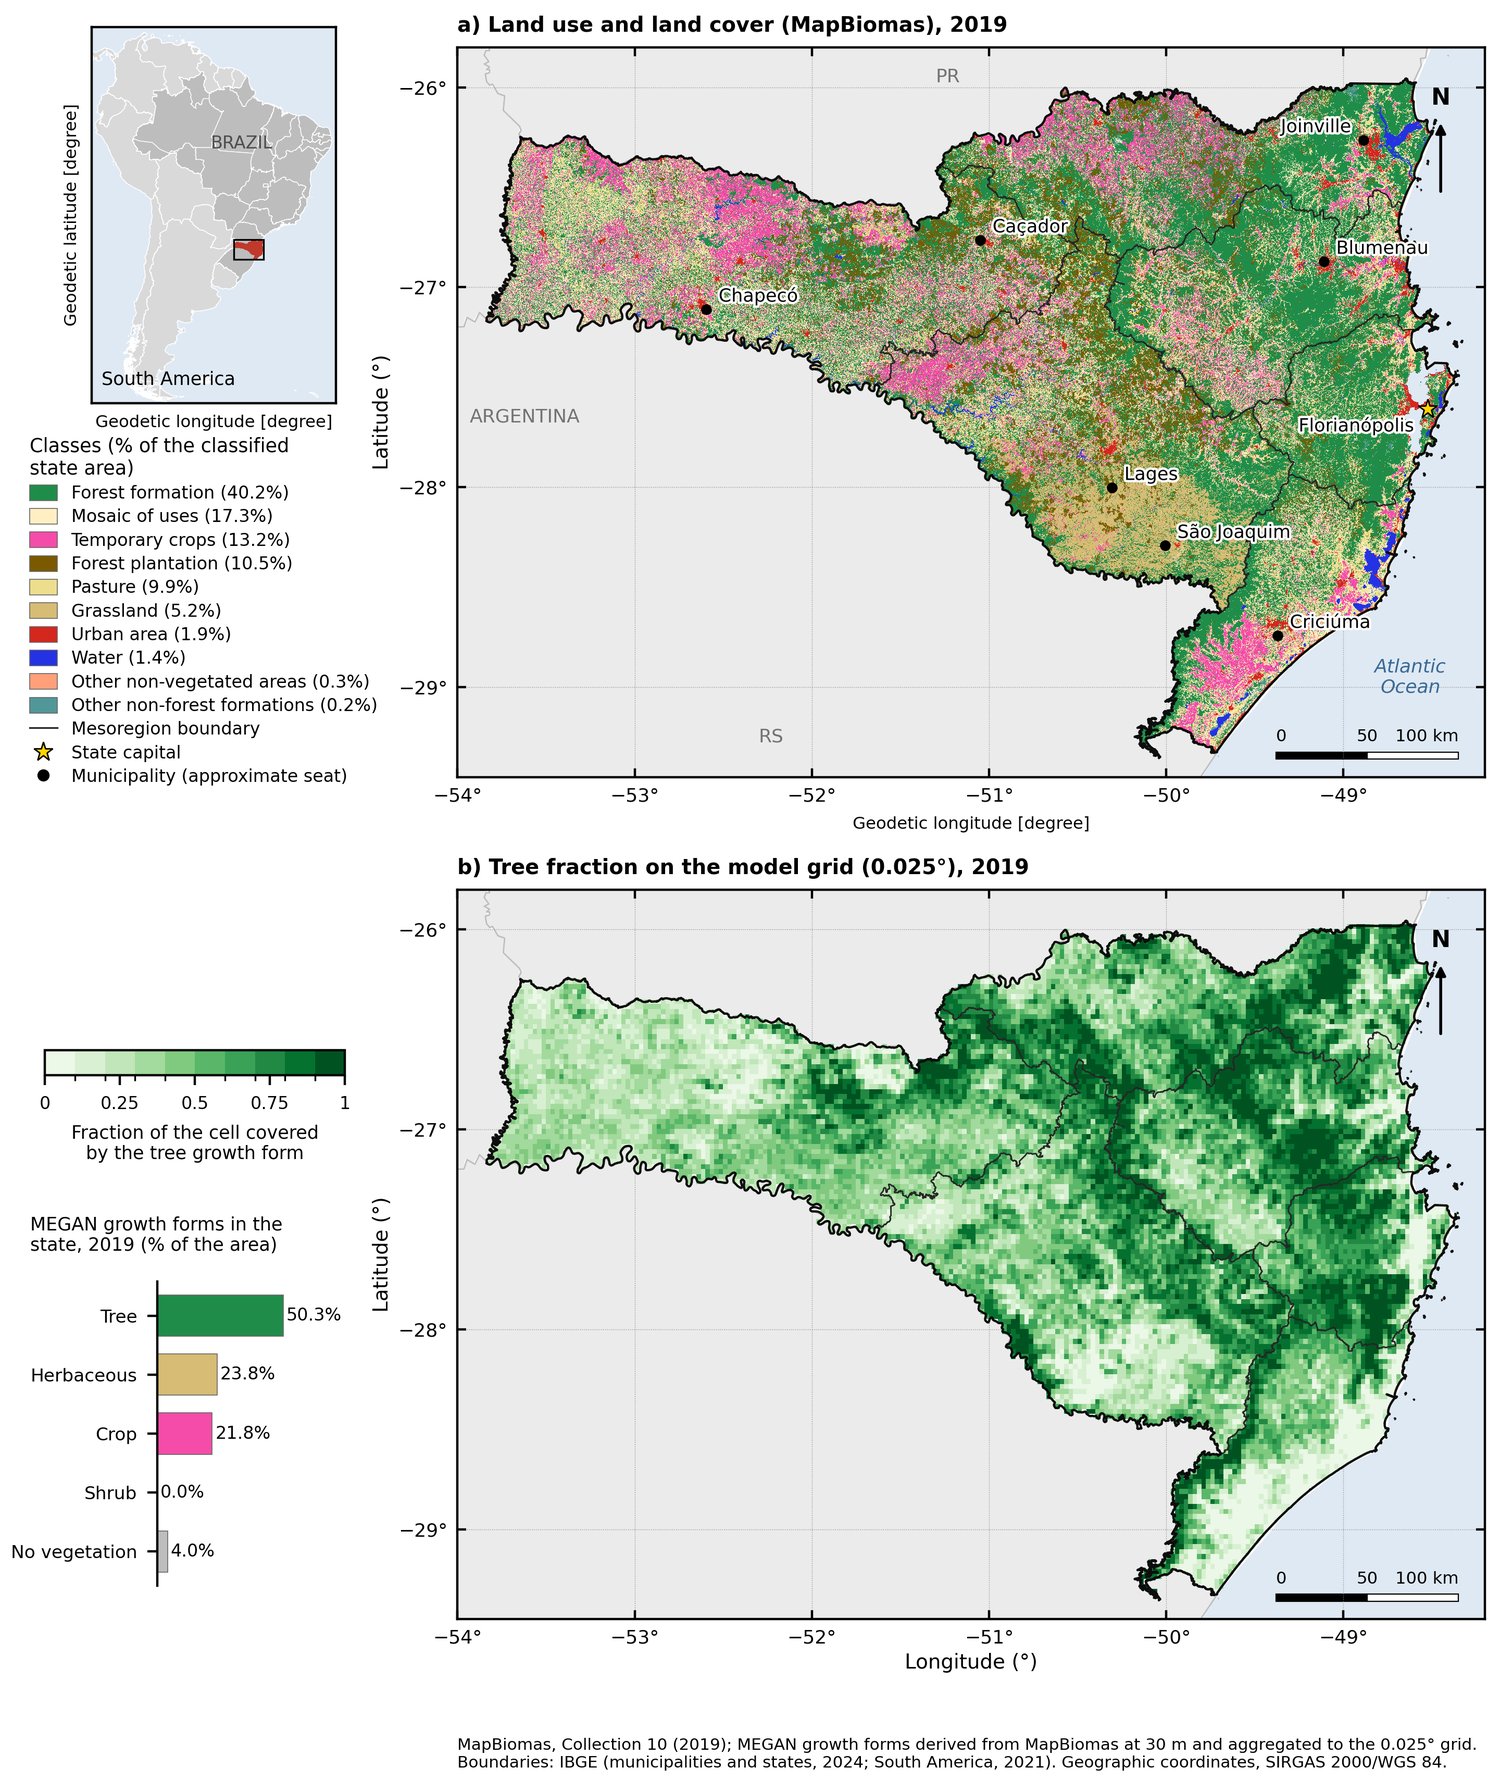 a) Land use and land cover (MapBiomas), 2019
BRAZIL
South America
Geodetic latitude [degree]
Geodetic longitude [degree]
Classes (% of the classified
state area)
Forest formation (40.2%)
Mosaic of uses (17.3%)
Temporary crops (13.2%)
Forest plantation (10.5%)
Pasture (9.9%)
Grassland (5.2%)
Urban area (1.9%)
Water (1.4%)
Other non-vegetated areas (0.3%)
Other non-forest formations (0.2%)
Mesoregion boundary
State capital
Municipality (approximate seat)
Latitude (°)
−26°
−27°
−28°
−29°
PR
N
Joinville
Caçador
Blumenau
Chapecó
ARGENTINA
Florianópolis
Lages
São Joaquim
Criciúma
Atlantic
Ocean
RS
0 50 100 km
−54° −53° −52° −51° −50° −49°
Geodetic longitude [degree]
b) Tree fraction on the model grid (0.025°), 2019
0 0.25 0.5 0.75 1
Fraction of the cell covered
by the tree growth form
MEGAN growth forms in the
state, 2019 (% of the area)
Tree 50.3%
Herbaceous 23.8%
Crop 21.8%
Shrub 0.0%
No vegetation 4.0%
Latitude (°)
−26°
−27°
−28°
−29°
N
0 50 100 km
−54° −53° −52° −51° −50° −49°
Longitude (°)
MapBiomas, Collection 10 (2019); MEGAN growth forms derived from MapBiomas at 30 m and aggregated to the 0.025° grid.
Boundaries: IBGE (municipalities and states, 2024; South America, 2021). Geographic coordinates, SIRGAS 2000/WGS 84.